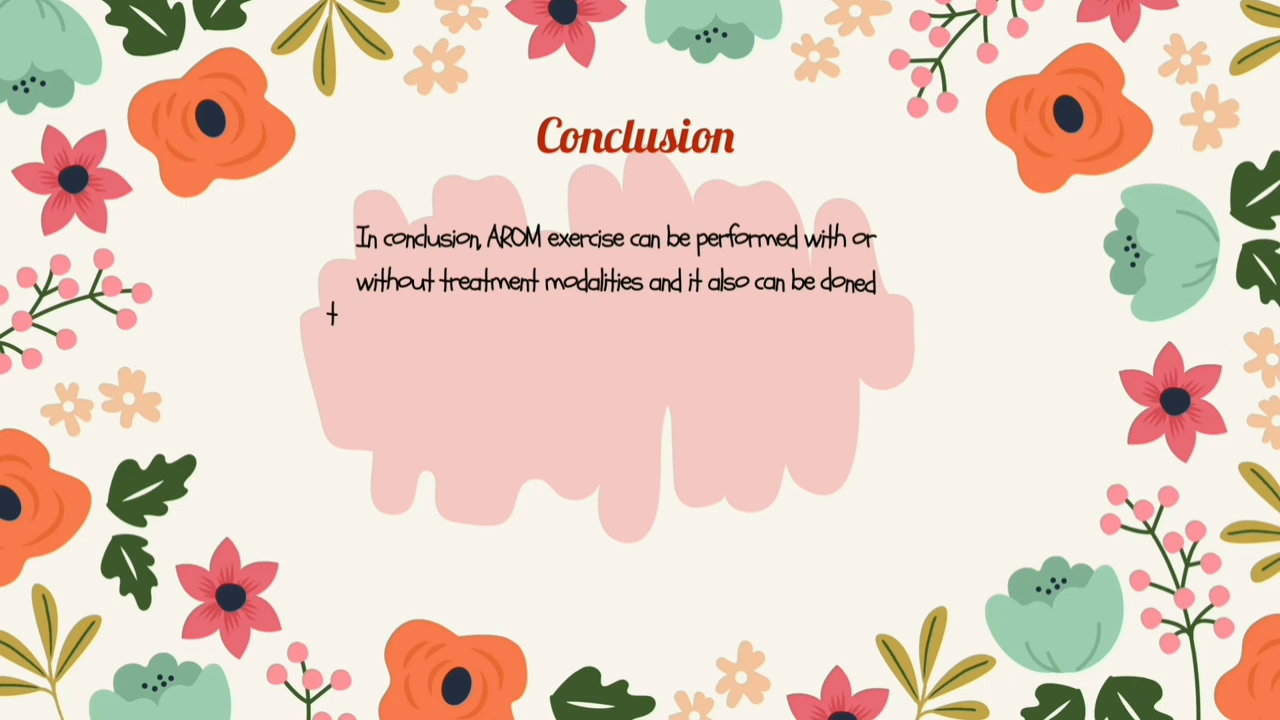 Conclusion
In conclusion, AROM exercise can be performed with or
without treatment modalities and it also can be doned
t